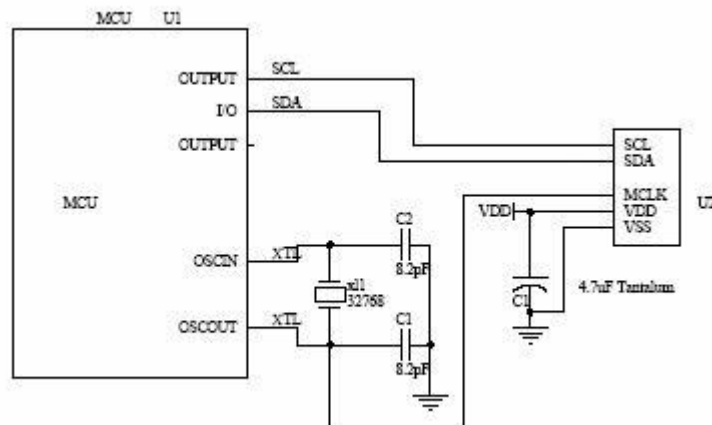 MCU U1
OUTPUT SCL
I/O SDA
OUTPUT
MCU
OSCIN XTL
OSCOUT XTL
C2
8.2pF
xtl1
32768
C1
8.2pF
SCL
SDA
MCLK
VDD VDD
VSS
C1 4.7uF Tantalum